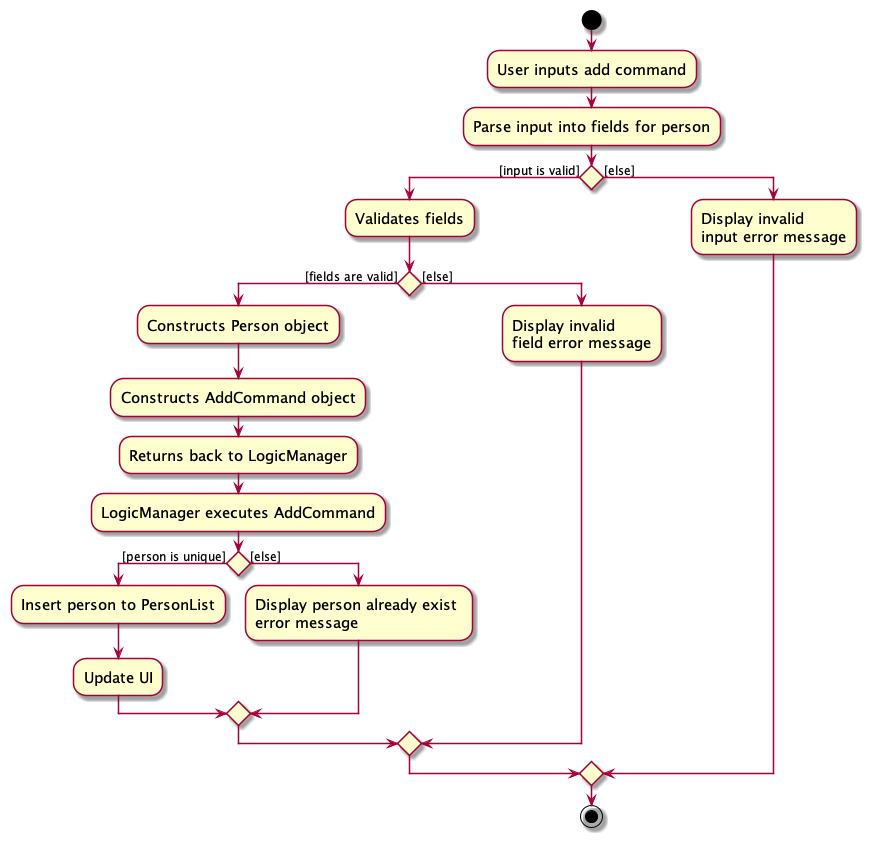 User inputs add command
Parse input into fields for person
[input is valid]
[else]
Validates fields
Display invalid
input error message
[fields are valid]
[else]
Constructs Person object
Display invalid
field error message
Constructs AddCommand object
Returns back to LogicManager
LogicManager executes AddCommand
[person is unique]
[else]
Insert person to PersonList
Display person already exist
error message
Update UI